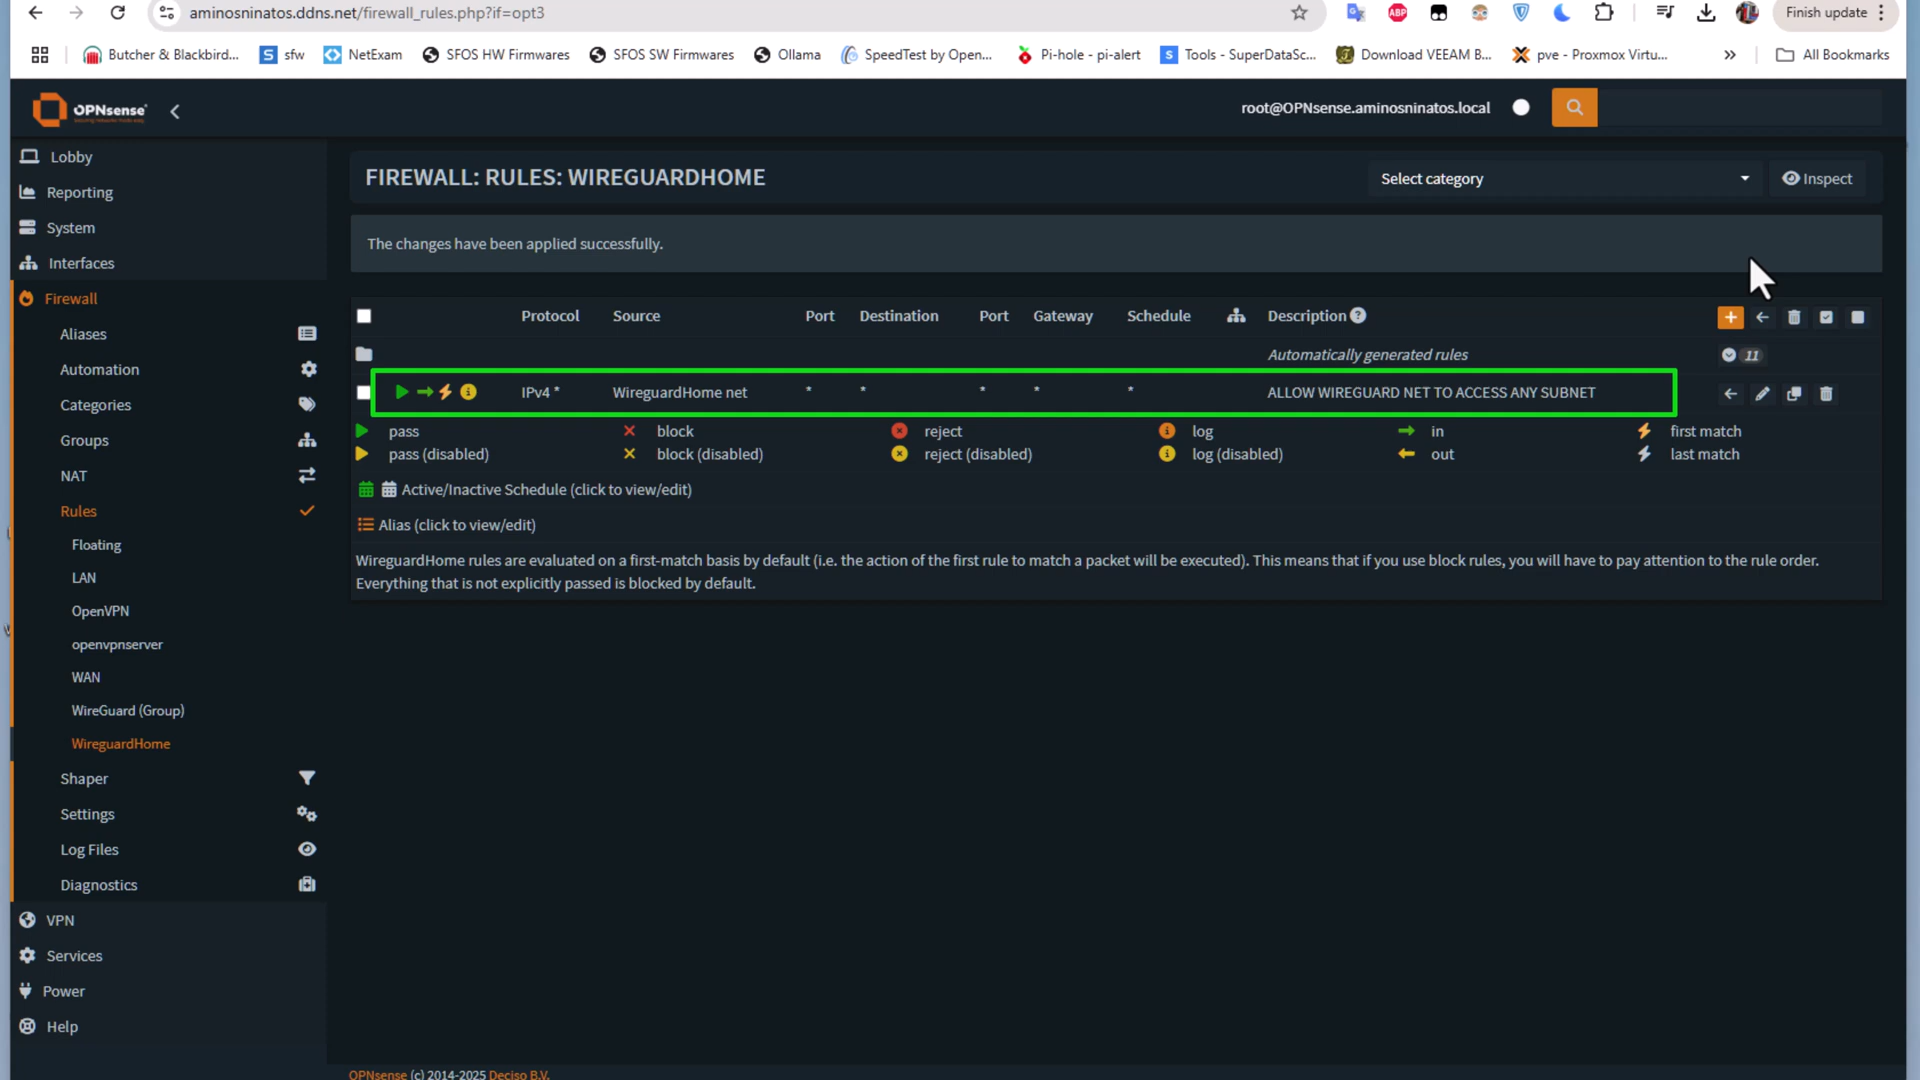 aminosninatos.ddns.net/firewall_rules.php?if=opt3
Finish update
Butcher & Blackbird...
sfw
NetExam
SFOS HW Firmwares
SFOS SW Firmwares
Ollama
SpeedTest by Open...
Pi-hole - pi-alert
Tools - SuperDataSc...
Download VEEAM B...
pve - Proxmox Virtu...
All Bookmarks
OPNsense
root@OPNsense.aminosninatos.local
Lobby
Reporting
System
Interfaces
Firewall
Aliases
Automation
Categories
Groups
NAT
Rules
Floating
LAN
OpenVPN
openvpnserver
WAN
WireGuard (Group)
WireguardHome
Shaper
Settings
Log Files
Diagnostics
VPN
Services
Power
Help
FIREWALL: RULES: WIREGUARDHOME
Select category
Inspect
The changes have been applied successfully.
Protocol Source Port Destination Port Gateway Schedule Description
Automatically generated rules 11
IPv4 * WireguardHome net * * * * * ALLOW WIREGUARD NET TO ACCESS ANY SUBNET
pass block reject log in first match
pass (disabled) block (disabled) reject (disabled) log (disabled) out last match
Active/Inactive Schedule (click to view/edit)
Alias (click to view/edit)
WireguardHome rules are evaluated on a first-match basis by default (i.e. the action of the first rule to match a packet will be executed). This means that if you use block rules, you will have to pay attention to the rule order.
Everything that is not explicitly passed is blocked by default.
OPNsense (c) 2014-2025 Deciso B.V.